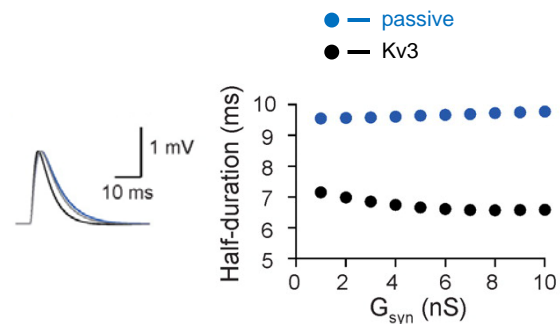 passive
Kv3
1 mV
10 ms
Half-duration (ms)
10
9
8
7
6
5
0 2 4 6 8 10
Gsyn (nS)